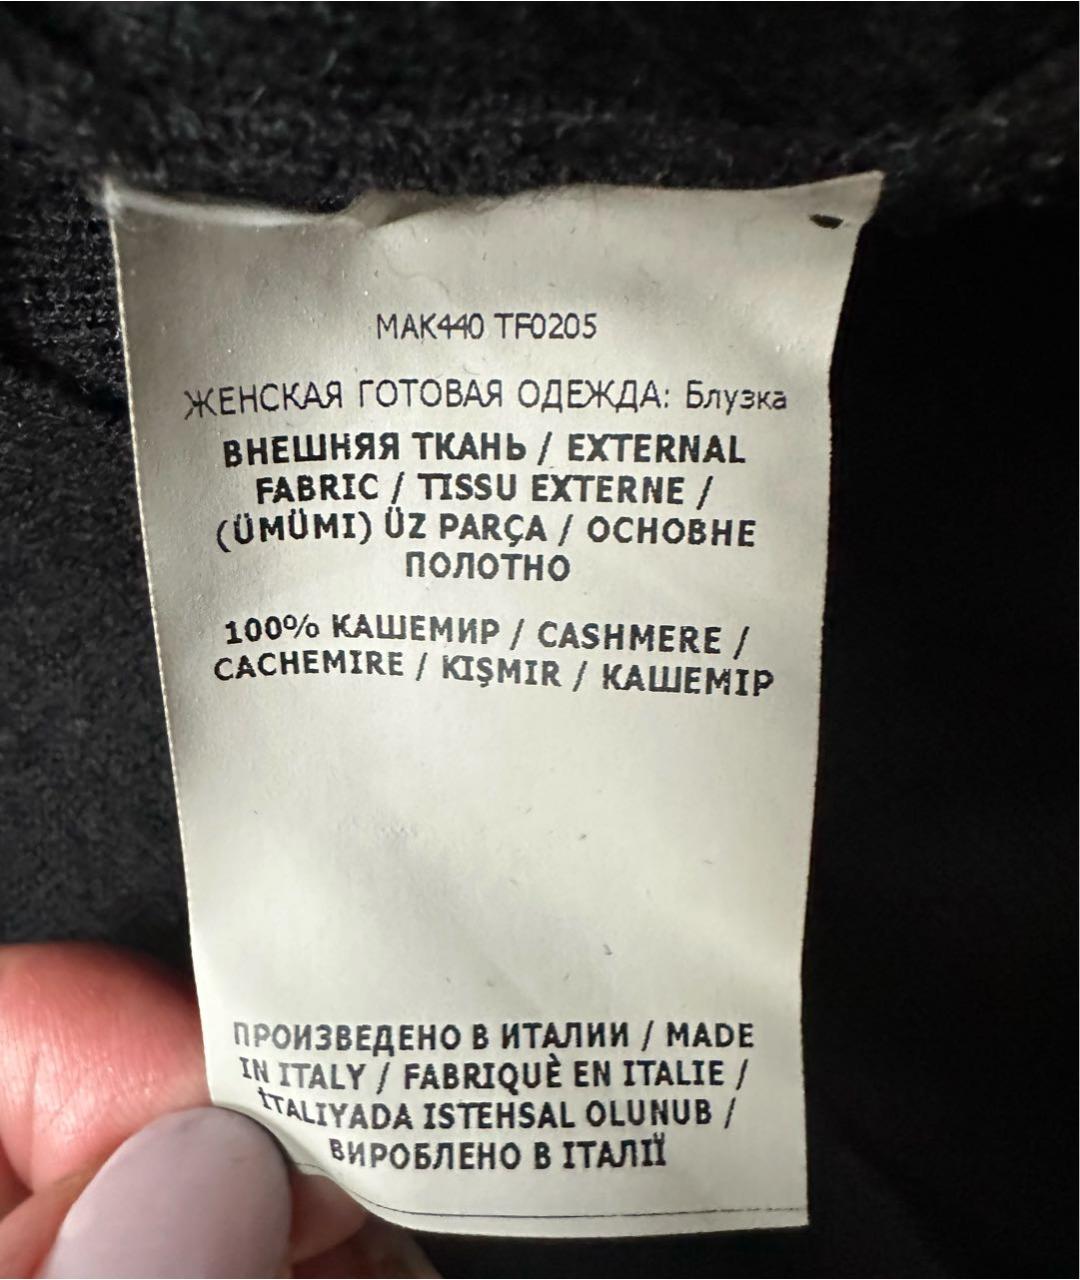 MAK440 TF0205
ЖЕНСКАЯ ГОТОВАЯ ОДЕЖДА: Блузка
ВНЕШНЯЯ ТКАНЬ / EXTERNAL
FABRIC / TISSU EXTERNE /
(ÜMÜMI) ÜZ PARÇA / ОСНОВНЕ
ПОЛОТНО
100% КАШЕМИР / CASHMERE /
CACHEMIRE / KIŞMIR / КАШЕМІР
ПРОИЗВЕДЕНО В ИТАЛИИ / MADE
IN ITALY / FABRIQUÈ EN ITALIE /
İTALIYADA ISTEHSAL OLUNUB /
ВИРОБЛЕНО В ІТАЛІЇ